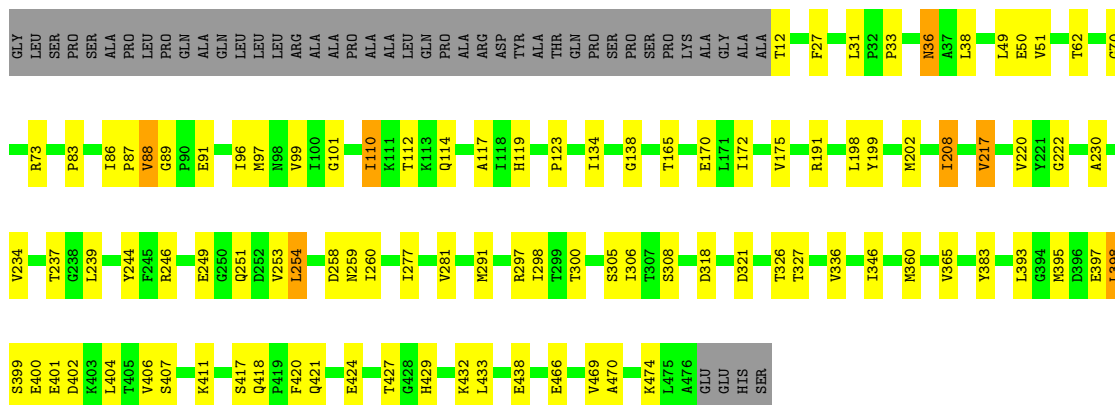 GLY LEU SER PRO SER ALA PRO LEU PRO GLN ALA GLN LEU LEU LEU ARG ALA ALA PRO ALA ALA LEU GLN PRO ALA ARG ASP TYR ALA THR GLN PRO SER PRO SER PRO LYS ALA GLY ALA ALA T12 F27 L31 P32 P33 N36 A37 L38 L49 E50 V51 T62
R73 P83 I86 P87 V88 G89 P90 E91 I96 M97 N98 V99 I100 G101 I110 K111 T112 K113 Q114 A117 I118 H119 P123 I134 G138 T165 E170 L171 I172 V175 R191 L198 Y199 M202 I208 V217 V220 Y221 G222 A230
V234 T237 G238 L239 Y244 F245 R246 E249 G250 Q251 D252 V253 L254 D258 N259 I260 I277 V281 M291 R297 I298 T299 T300 S305 I306 T307 S308 D318 D321 T326 T327 V336 I346 M360 V365 Y383 L393 G394 M395 D396 E397 L398
S399 E400 E401 D402 K403 L404 T405 V406 S407 K411 S417 Q418 P419 F420 Q421 E424 T427 G428 H429 K432 L433 E438 E466 V469 A470 K474 L475 A476 GLU GLU HIS SER